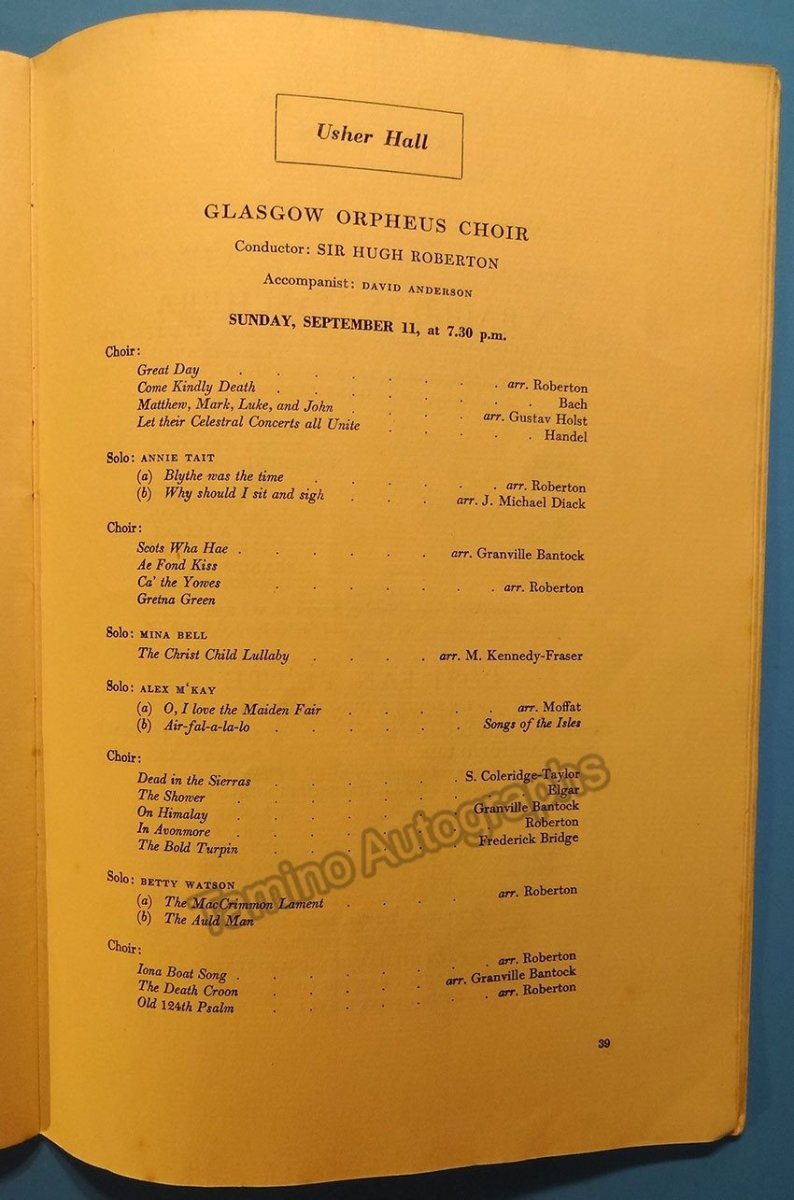 Usher Hall
GLASGOW ORPHEUS CHOIR
Conductor: SIR HUGH ROBERTON
Accompanist: DAVID ANDERSON
SUNDAY, SEPTEMBER 11, at 7.30 p.m.
Choir:
Great Day . . . . . . . . arr. Roberton
Come Kindly Death . . . . . . . . Bach
Matthew, Mark, Luke, and John . . . . arr. Gustav Holst
Let their Celestral Concerts all Unite . . . . . Handel
Solo: ANNIE TAIT
(a) Blythe was the time . . . . . . arr. Roberton
(b) Why should I sit and sigh . . . arr. J. Michael Diack
Choir:
Scots Wha Hae . . . . . . arr. Granville Bantock
Ae Fond Kiss
Ca' the Yowes . . . . . . . arr. Roberton
Gretna Green
Solo: MINA BELL
The Christ Child Lullaby . . . . arr. M. Kennedy-Fraser
Solo: ALEX M'KAY
(a) O, I love the Maiden Fair . . . . . arr. Moffat
(b) Air-fal-a-la-lo . . . . . . Songs of the Isles
Choir:
Dead in the Sierras . . . . . . S. Coleridge-Taylor
The Shower . . . . . . . . Elgar
On Himalay . . . . . . Granville Bantock
In Avonmore . . . . . . . Roberton
The Bold Turpin . . . . . . Frederick Bridge
Solo: BETTY WATSON
(a) The MacCrimmon Lament . . . . arr. Roberton
(b) The Auld Man
Choir:
Iona Boat Song . . . . . . . . arr. Roberton
The Death Croon . . . . . arr. Granville Bantock
Old 124th Psalm . . . . . . . arr. Roberton
39
Tamino Autographs